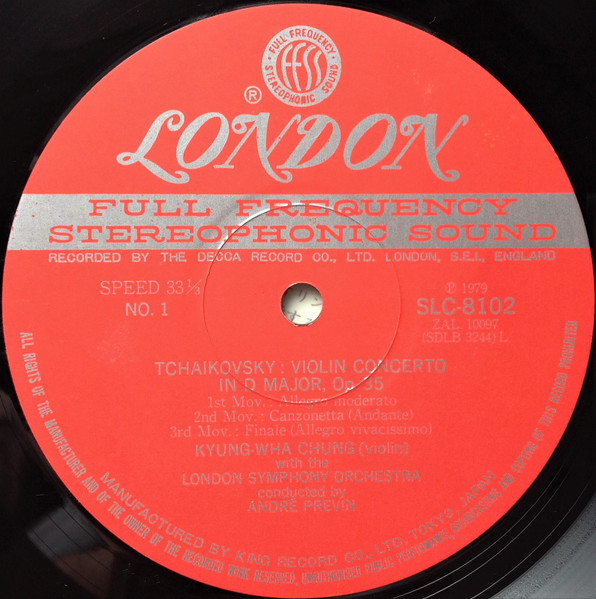 FULL FREQUENCY
FFSS
STEREOPHONIC SOUND
®
LONDON
FULL FREQUENCY
STEREOPHONIC SOUND
RECORDED BY THE DECCA RECORD CO., LTD. LONDON, S.E.I., ENGLAND
SPEED 33⅓
NO. 1
℗ 1979
SLC-8102
ZAL. 10097
(SDLB 3244) L
TCHAIKOVSKY : VIOLIN CONCERTO
IN D MAJOR, Op. 35
1st Mov. : Allegro moderato
2nd Mov. : Canzonetta (Andante)
3rd Mov. : Finale (Allegro vivacissimo)
KYUNG-WHA CHUNG (violin)
with the
LONDON SYMPHONY ORCHESTRA
conducted by
ANDRÉ PREVIN
MANUFACTURED BY KING RECORD CO., LTD. TOKYO, JAPAN
ALL RIGHTS OF THE MANUFACTURER AND OF THE OWNER OF THE RECORDED WORK RESERVED, UNAUTHORISED PUBLIC PERFORMANCE, BROADCASTING AND COPYING OF THIS RECORD PROHIBITED